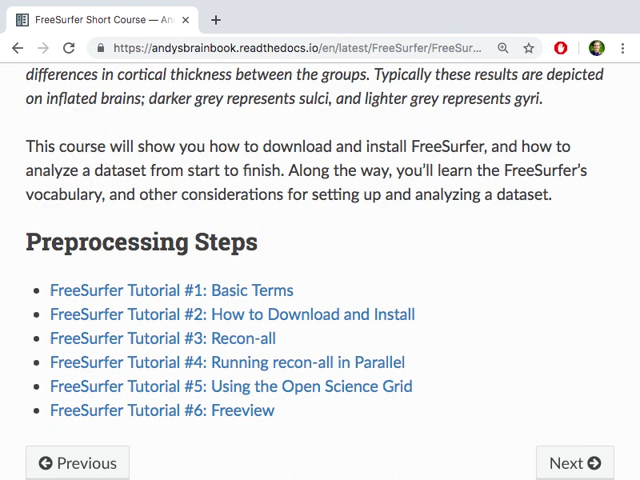 FreeSurfer Short Course — An
https://andysbrainbook.readthedocs.io/en/latest/FreeSurfer/FreeSur...
differences in cortical thickness between the groups. Typically these results are depicted
on inflated brains; darker grey represents sulci, and lighter grey represents gyri.
This course will show you how to download and install FreeSurfer, and how to
analyze a dataset from start to finish. Along the way, you'll learn the FreeSurfer's
vocabulary, and other considerations for setting up and analyzing a dataset.
Preprocessing Steps
FreeSurfer Tutorial #1: Basic Terms
FreeSurfer Tutorial #2: How to Download and Install
FreeSurfer Tutorial #3: Recon-all
FreeSurfer Tutorial #4: Running recon-all in Parallel
FreeSurfer Tutorial #5: Using the Open Science Grid
FreeSurfer Tutorial #6: Freeview
Previous Next